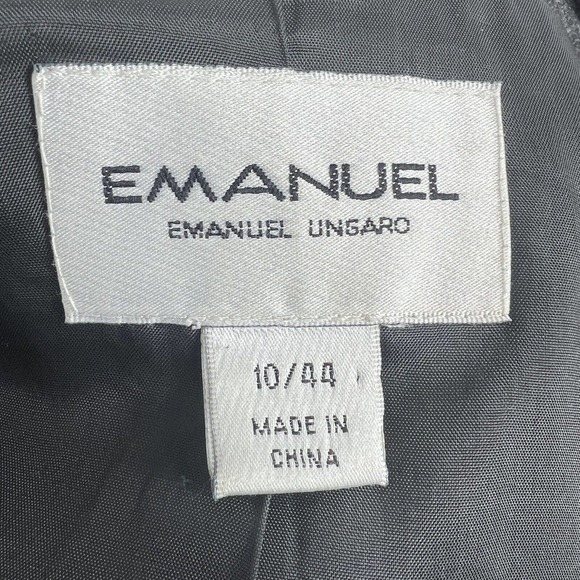 EMANUEL
EMANUEL UNGARO
10/44
MADE IN
CHINA